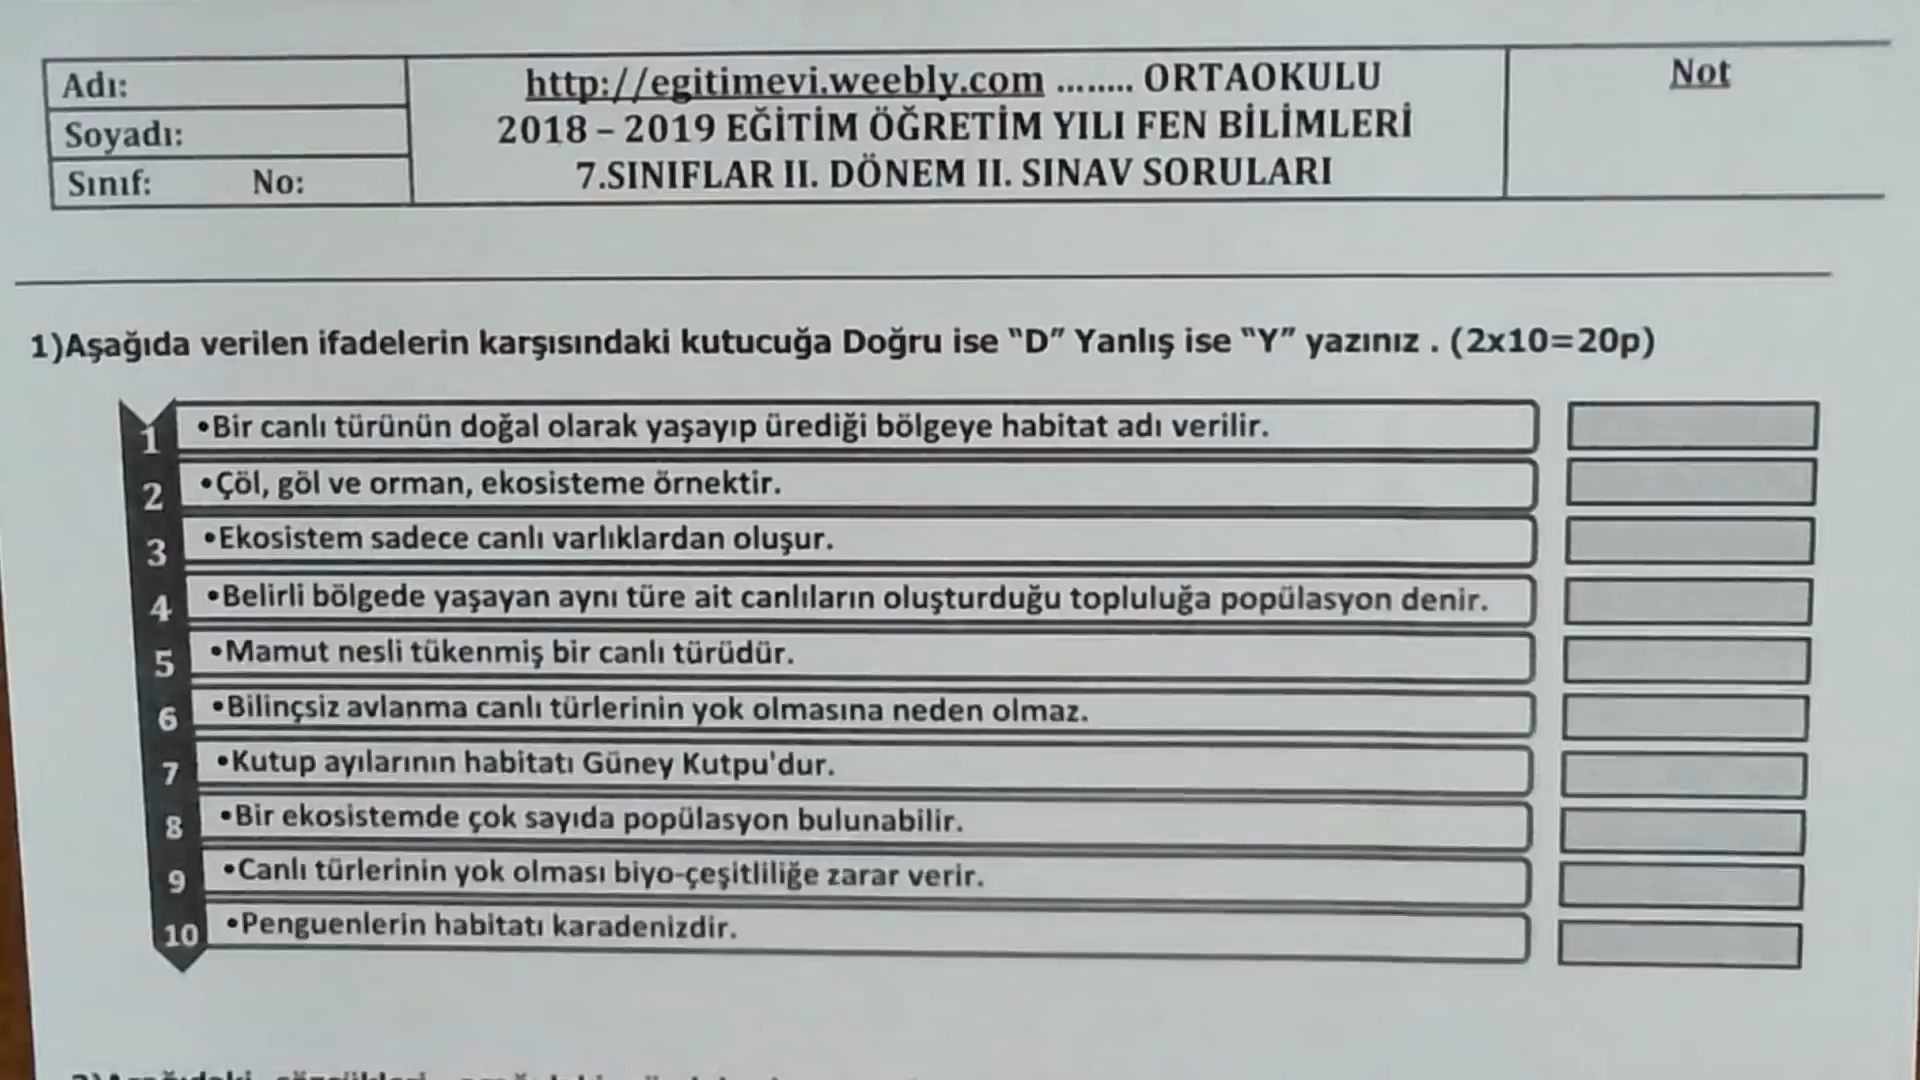 Adı:
Soyadı:
Sınıf: No:
http://egitimevi.weebly.com ........ ORTAOKULU
2018 – 2019 EĞİTİM ÖĞRETİM YILI FEN BİLİMLERİ
7.SINIFLAR II. DÖNEM II. SINAV SORULARI
Not
1)Aşağıda verilen ifadelerin karşısındaki kutucuğa Doğru ise "D" Yanlış ise "Y" yazınız . (2x10=20p)
1 •Bir canlı türünün doğal olarak yaşayıp ürediği bölgeye habitat adı verilir.
2 •Çöl, göl ve orman, ekosisteme örnektir.
3 •Ekosistem sadece canlı varlıklardan oluşur.
4 •Belirli bölgede yaşayan aynı türe ait canlıların oluşturduğu topluluğa popülasyon denir.
5 •Mamut nesli tükenmiş bir canlı türüdür.
6 •Bilinçsiz avlanma canlı türlerinin yok olmasına neden olmaz.
7 •Kutup ayılarının habitatı Güney Kutpu'dur.
8 •Bir ekosistemde çok sayıda popülasyon bulunabilir.
9 •Canlı türlerinin yok olması biyo-çeşitliliğe zarar verir.
10 •Penguenlerin habitatı karadenizdir.